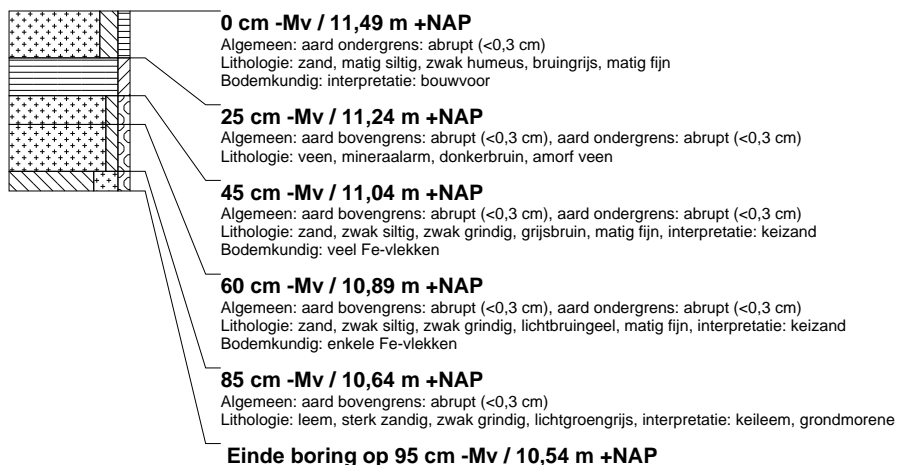 0 cm -Mv / 11,49 m +NAP
Algemeen: aard ondergrens: abrupt (<0,3 cm)
Lithologie: zand, matig siltig, zwak humeus, bruingrijs, matig fijn
Bodemkundig: interpretatie: bouwvoor
25 cm -Mv / 11,24 m +NAP
Algemeen: aard bovengrens: abrupt (<0,3 cm), aard ondergrens: abrupt (<0,3 cm)
Lithologie: veen, mineraalarm, donkerbruin, amorf veen
45 cm -Mv / 11,04 m +NAP
Algemeen: aard bovengrens: abrupt (<0,3 cm), aard ondergrens: abrupt (<0,3 cm)
Lithologie: zand, zwak siltig, zwak grindig, grijsbruin, matig fijn, interpretatie: keizand
Bodemkundig: veel Fe-vlekken
60 cm -Mv / 10,89 m +NAP
Algemeen: aard bovengrens: abrupt (<0,3 cm), aard ondergrens: abrupt (<0,3 cm)
Lithologie: zand, zwak siltig, zwak grindig, lichtbruingeel, matig fijn, interpretatie: keizand
Bodemkundig: enkele Fe-vlekken
85 cm -Mv / 10,64 m +NAP
Algemeen: aard bovengrens: abrupt (<0,3 cm)
Lithologie: leem, sterk zandig, zwak grindig, lichtgroengrijs, interpretatie: keileem, grondmorene
Einde boring op 95 cm -Mv / 10,54 m +NAP